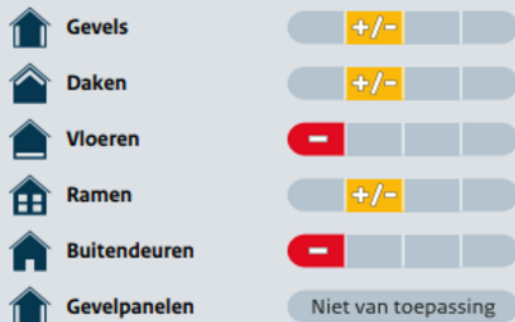 Gevels +/-
Daken +/-
Vloeren -
Ramen +/-
Buitendeuren -
Gevelpanelen Niet van toepassing